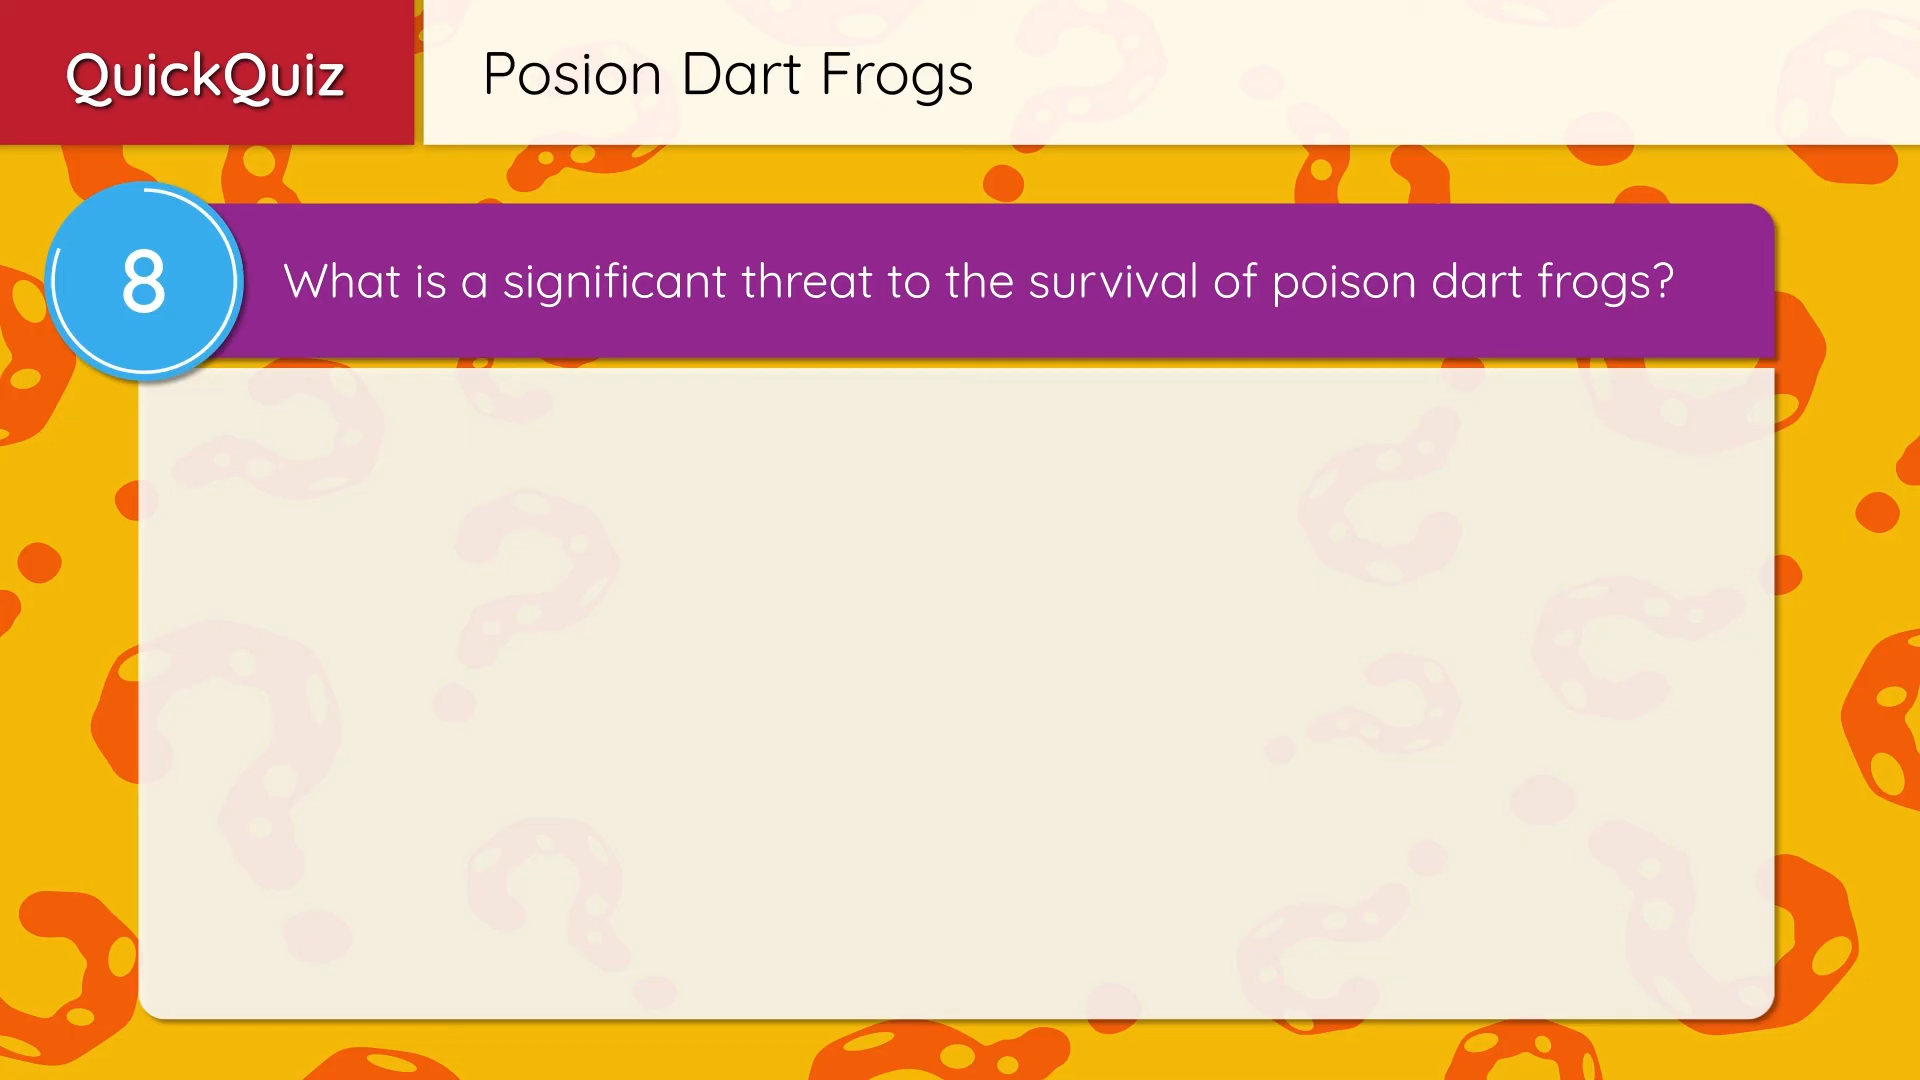 QuickQuiz
Posion Dart Frogs
8
What is a significant threat to the survival of poison dart frogs?